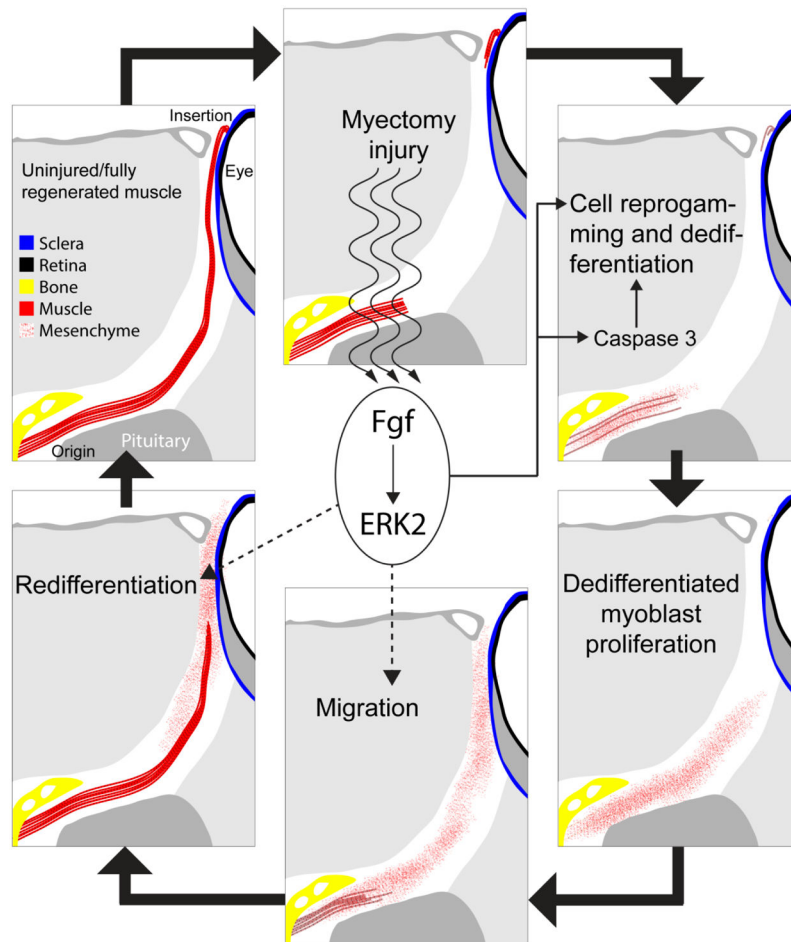 Insertion
Eye
Uninjured/fully
regenerated muscle
Sclera
Retina
Bone
Muscle
Mesenchyme
Origin
Pituitary
Myectomy
injury
Fgf
ERK2
Cell reprogam-
ming and dedif-
ferentiation
Caspase 3
Dedifferentiated
myoblast
proliferation
Migration
Redifferentiation